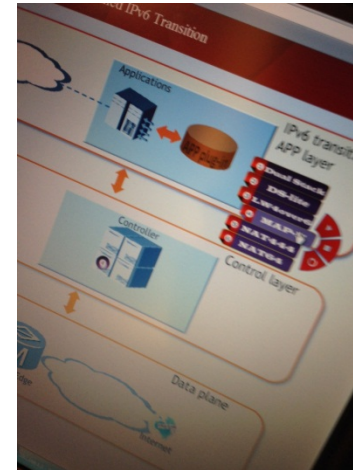 IPv6 Transition
Applications
IPv6 transit
APP layer
Dual Stack
DS-lite
LW4over6
NAT444
NAT64
Controller
Control layer
Data plane
Internet